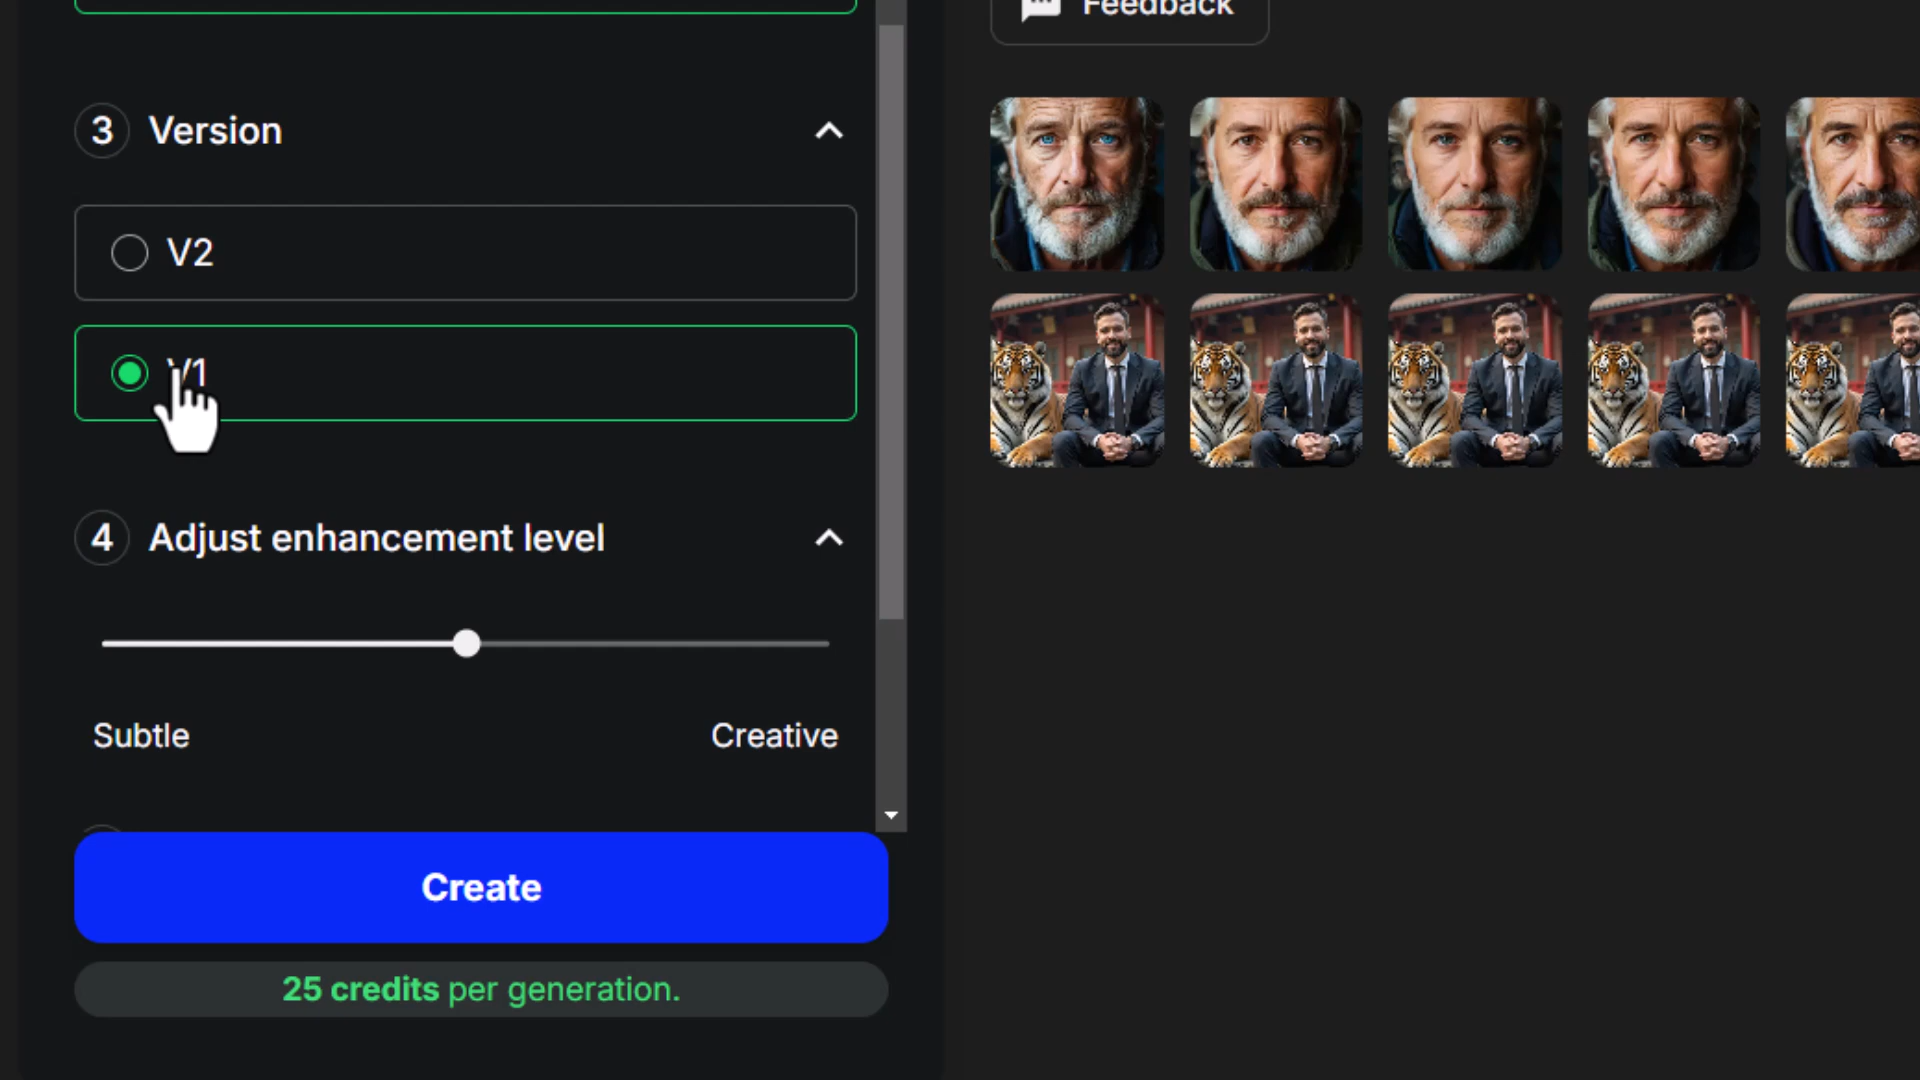 Feedback
3 Version
V2
V1
4 Adjust enhancement level
Subtle
Creative
Create
25 credits per generation.